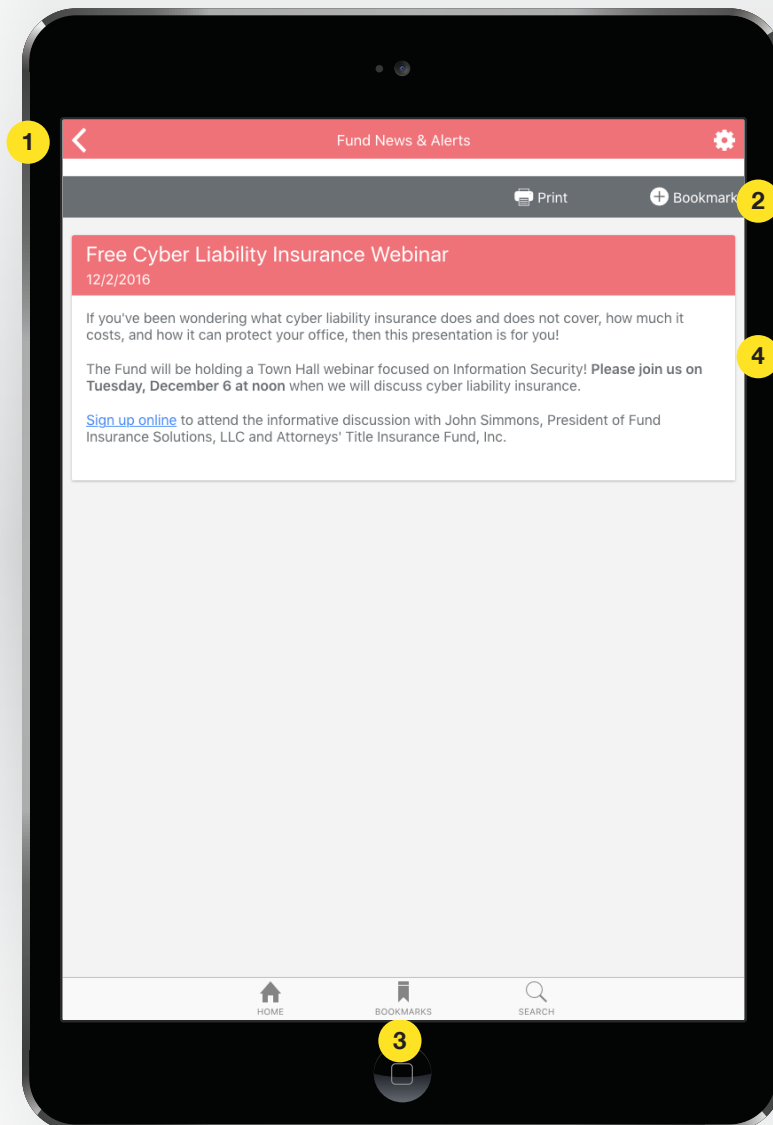 1
Fund News & Alerts
Print
Bookmark
2
Free Cyber Liability Insurance Webinar
12/2/2016
If you've been wondering what cyber liability insurance does and does not cover, how much it
costs, and how it can protect your office, then this presentation is for you!
4
The Fund will be holding a Town Hall webinar focused on Information Security! Please join us on
Tuesday, December 6 at noon when we will discuss cyber liability insurance.
Sign up online to attend the informative discussion with John Simmons, President of Fund
Insurance Solutions, LLC and Attorneys' Title Insurance Fund, Inc.
HOME
BOOKMARKS
SEARCH
3